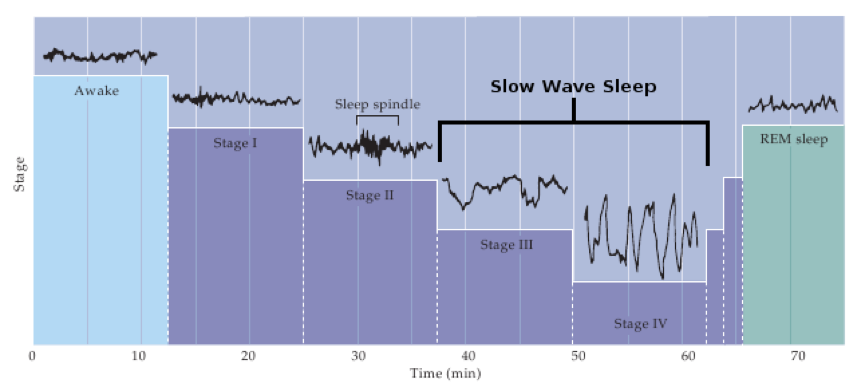 Slow Wave Sleep
Sleep spindle
Awake
Stage I
Stage II
Stage III
Stage IV
REM sleep
Stage
0 10 20 30 40 50 60 70
Time (min)